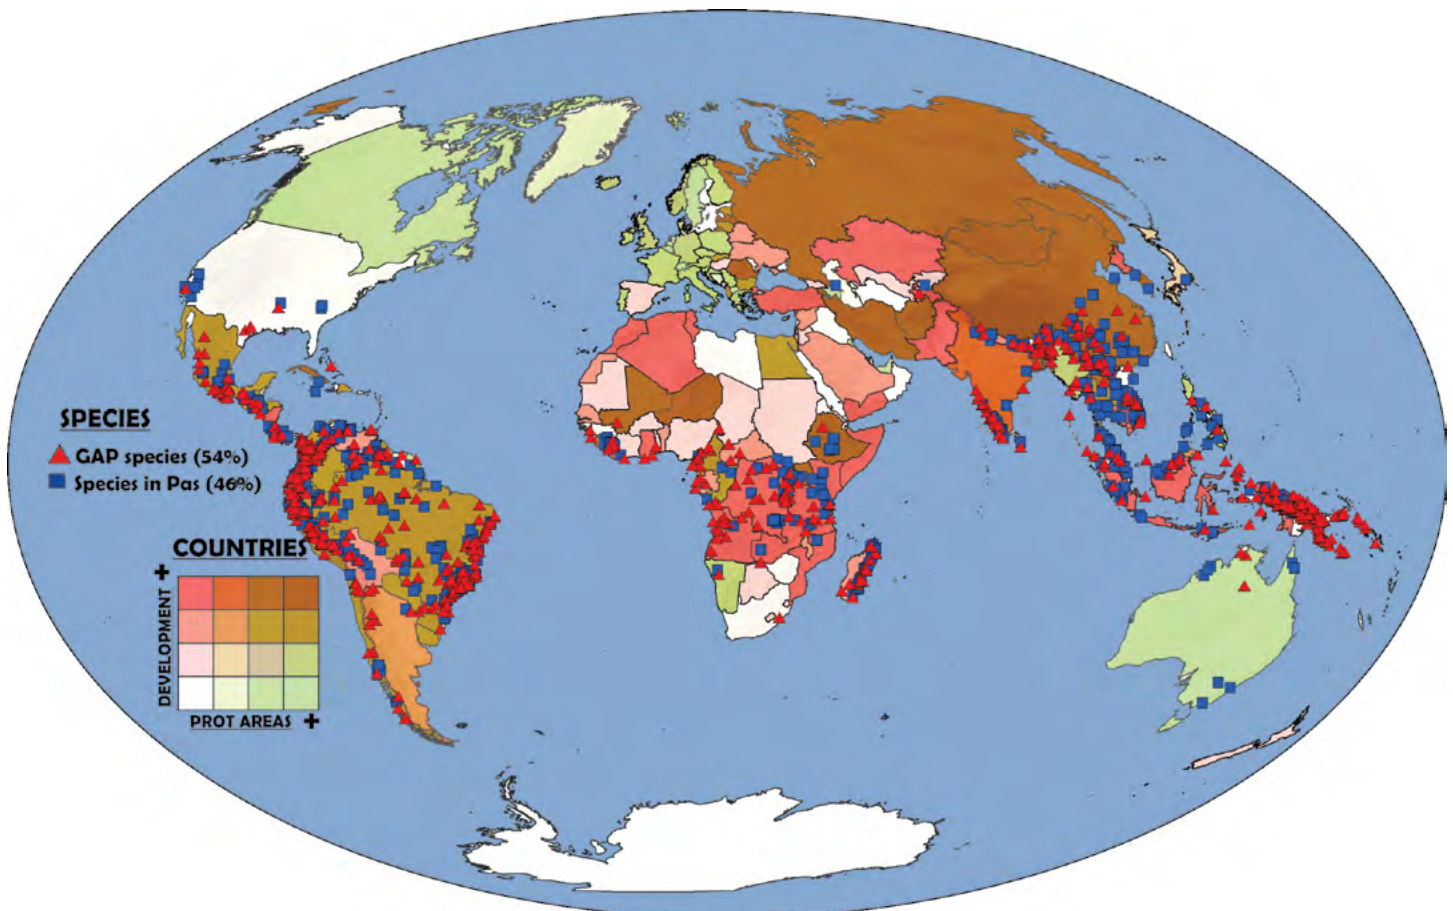 SPECIES
GAP species (54%)
Species in Pas (46%)
COUNTRIES
+
DEVELOPMENT
PROT AREAS +